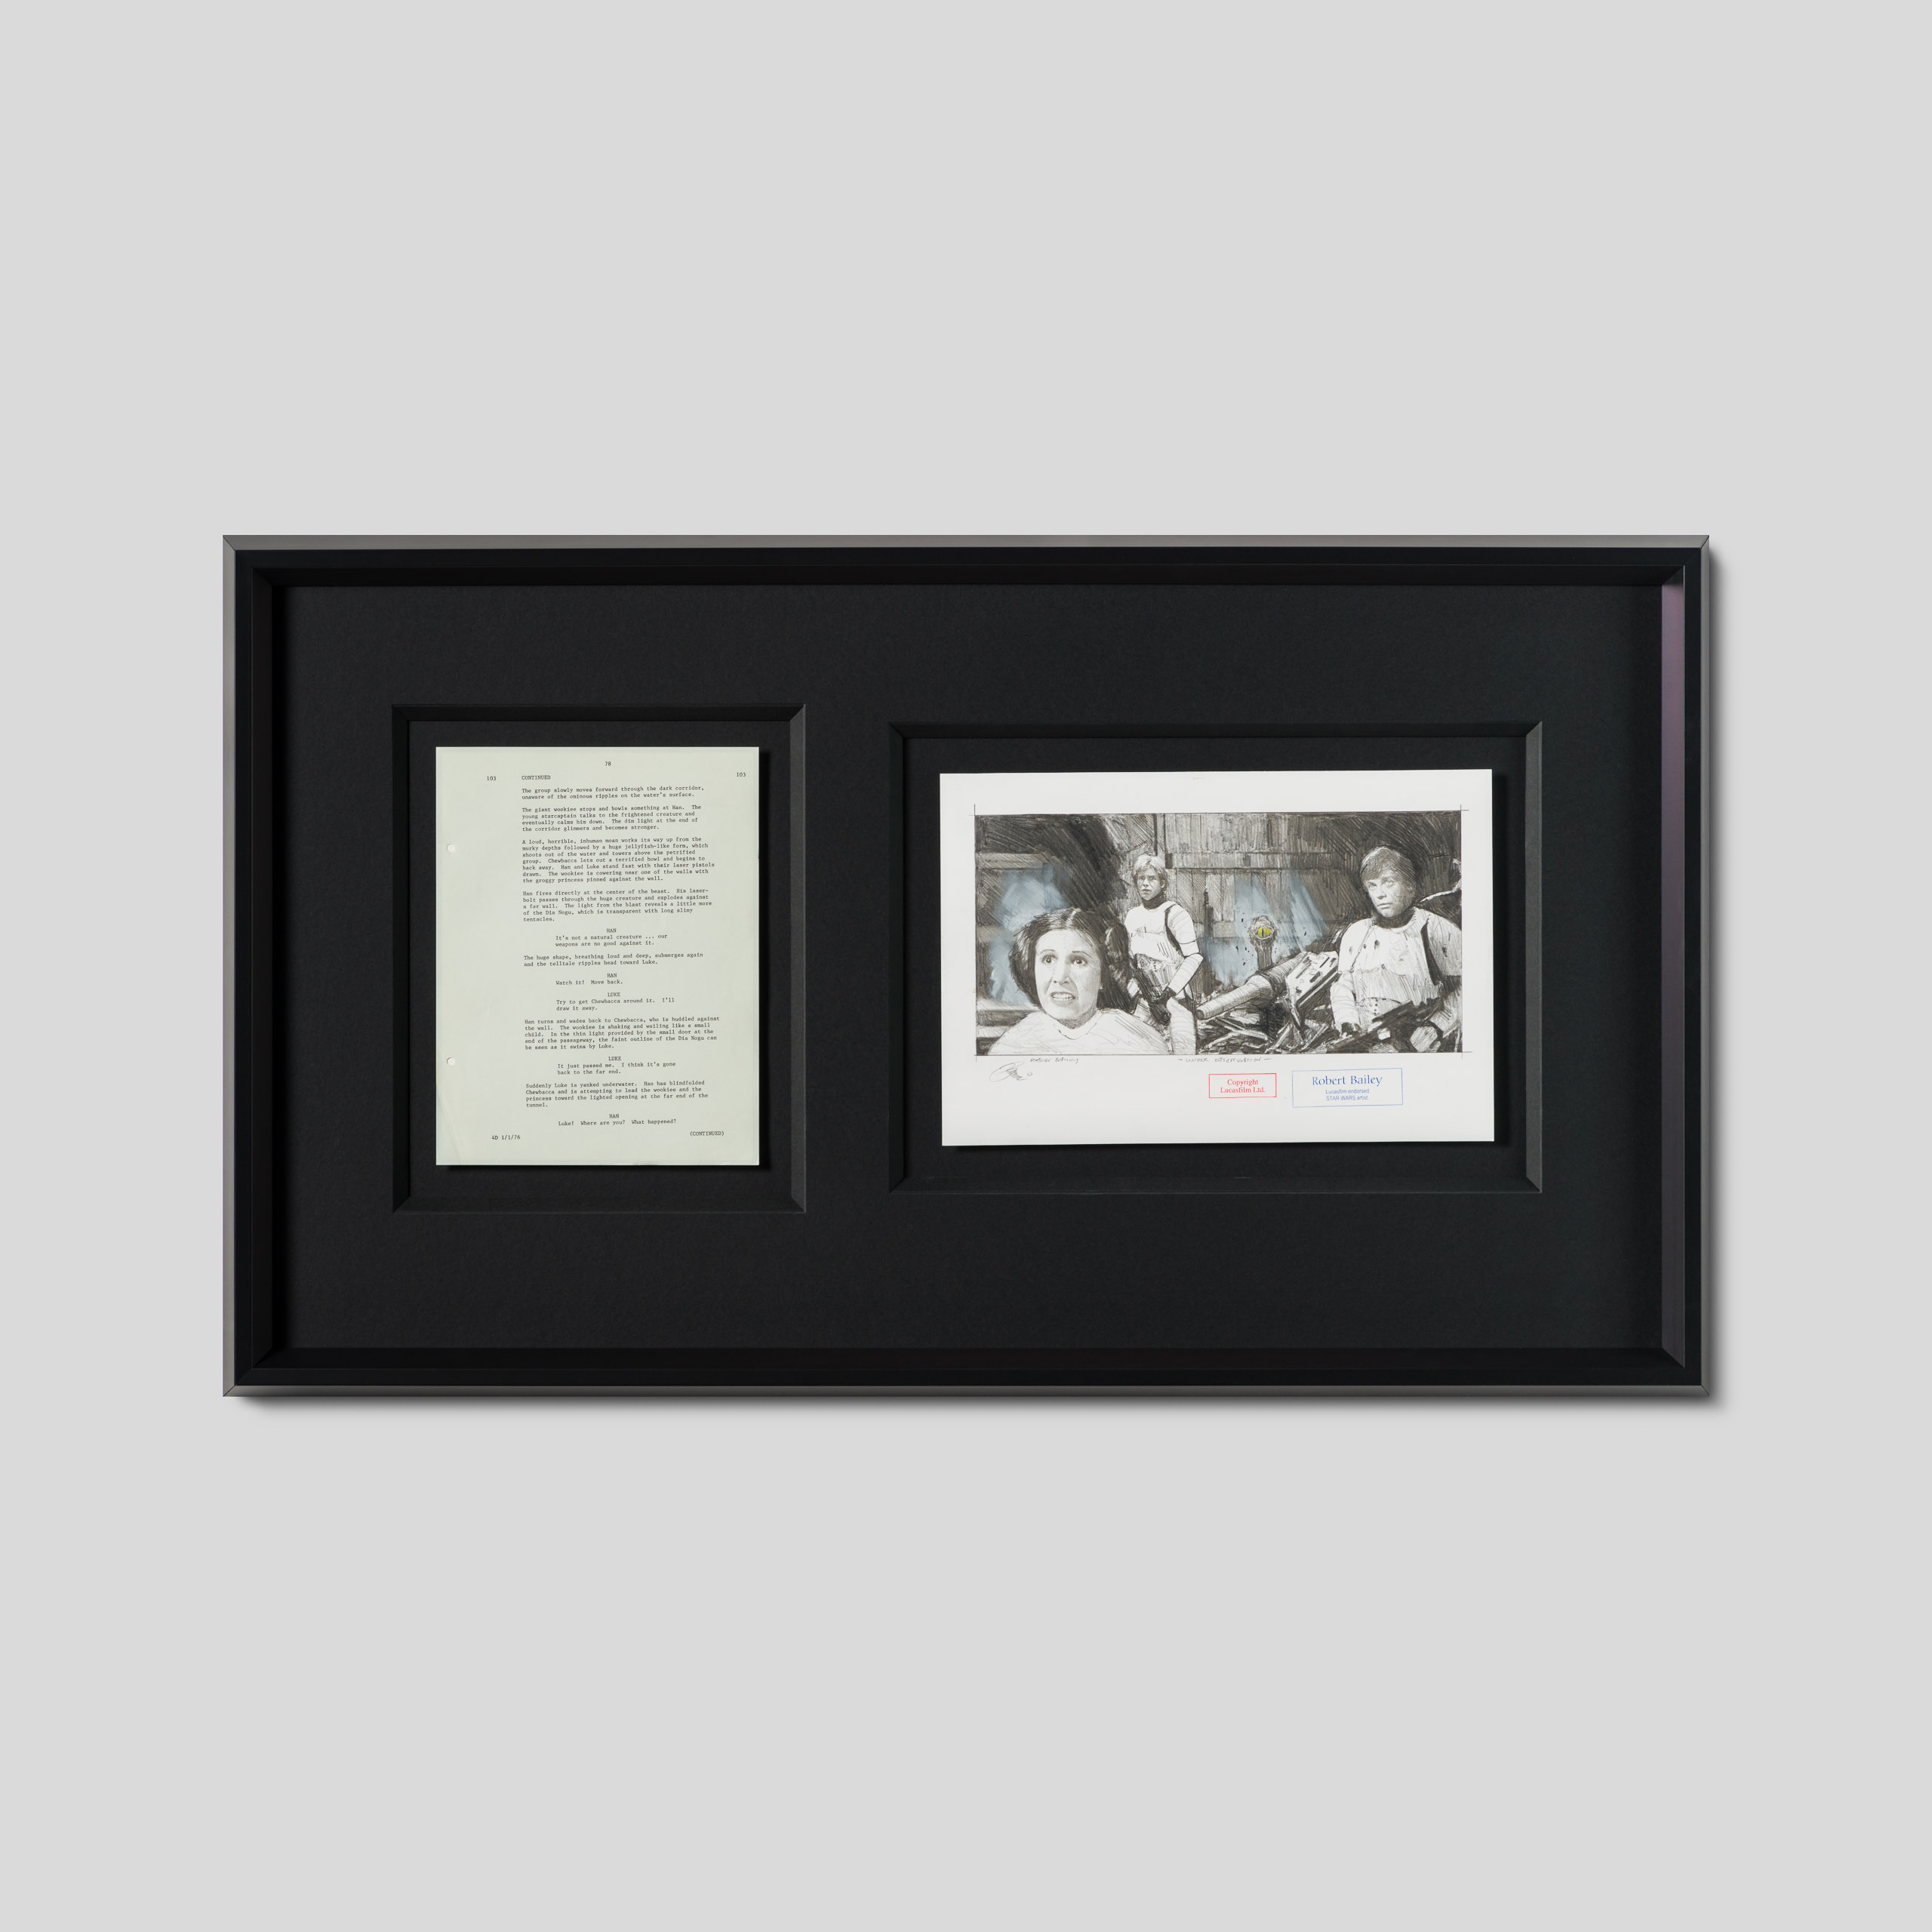 78
103 CONTINUED 103
The group slowly moves forward through the dark corridor,
unaware of the ominous ripples on the water's surface.
The giant wookiee stops and howls something at Han. The
young starcaptain talks to the frightened creature and
eventually calms him down. The dim light at the end of
the corridor glimmers and becomes stronger.
A loud, horrible, inhuman moan works its way up from the
murky depths followed by a huge jellyfish-like form, which
shoots out of the water and towers above the petrified
group. Chewbacca lets out a terrified howl and begins to
back away. Han and Luke stand fast with their laser pistols
drawn. The wookiee is cowering near one of the walls with
the groggy princess pinned against the wall.
Han fires directly at the center of the beast. His laser-
bolt passes through the huge creature and explodes against
a far wall. The light from the blast reveals a little more
of the Dia Nogu, which is transparent with long slimy
tentacles.
HAN
It's not a natural creature ... our
weapons are no good against it.
The huge shape, breathing loud and deep, submerges again
and the telltale ripples head toward Luke.
HAN
Watch it! Move back.
LUKE
Try to get Chewbacca around it. I'll
draw it away.
Han turns and wades back to Chewbacca, who is huddled against
the wall. The wookiee is shaking and wailing like a small
child. In the thin light provided by the small door at the
end of the passageway, the faint outline of the Dia Nogu can
be seen as it swims by Luke.
LUKE
It just passed me. I think it's gone
back to the far end.
Suddenly Luke is yanked underwater. Han has blindfolded
Chewbacca and is attempting to lead the wookiee and the
princess toward the lighted opening at the far end of the
tunnel.
HAN
Luke! Where are you? What happened?
4D 1/1/76 (CONTINUED)
Robert Bailey ~ UNDER OBSERVATION ~
Copyright
Lucasfilm Ltd.
Robert Bailey
Lucasfilm endorsed
STAR WARS artist